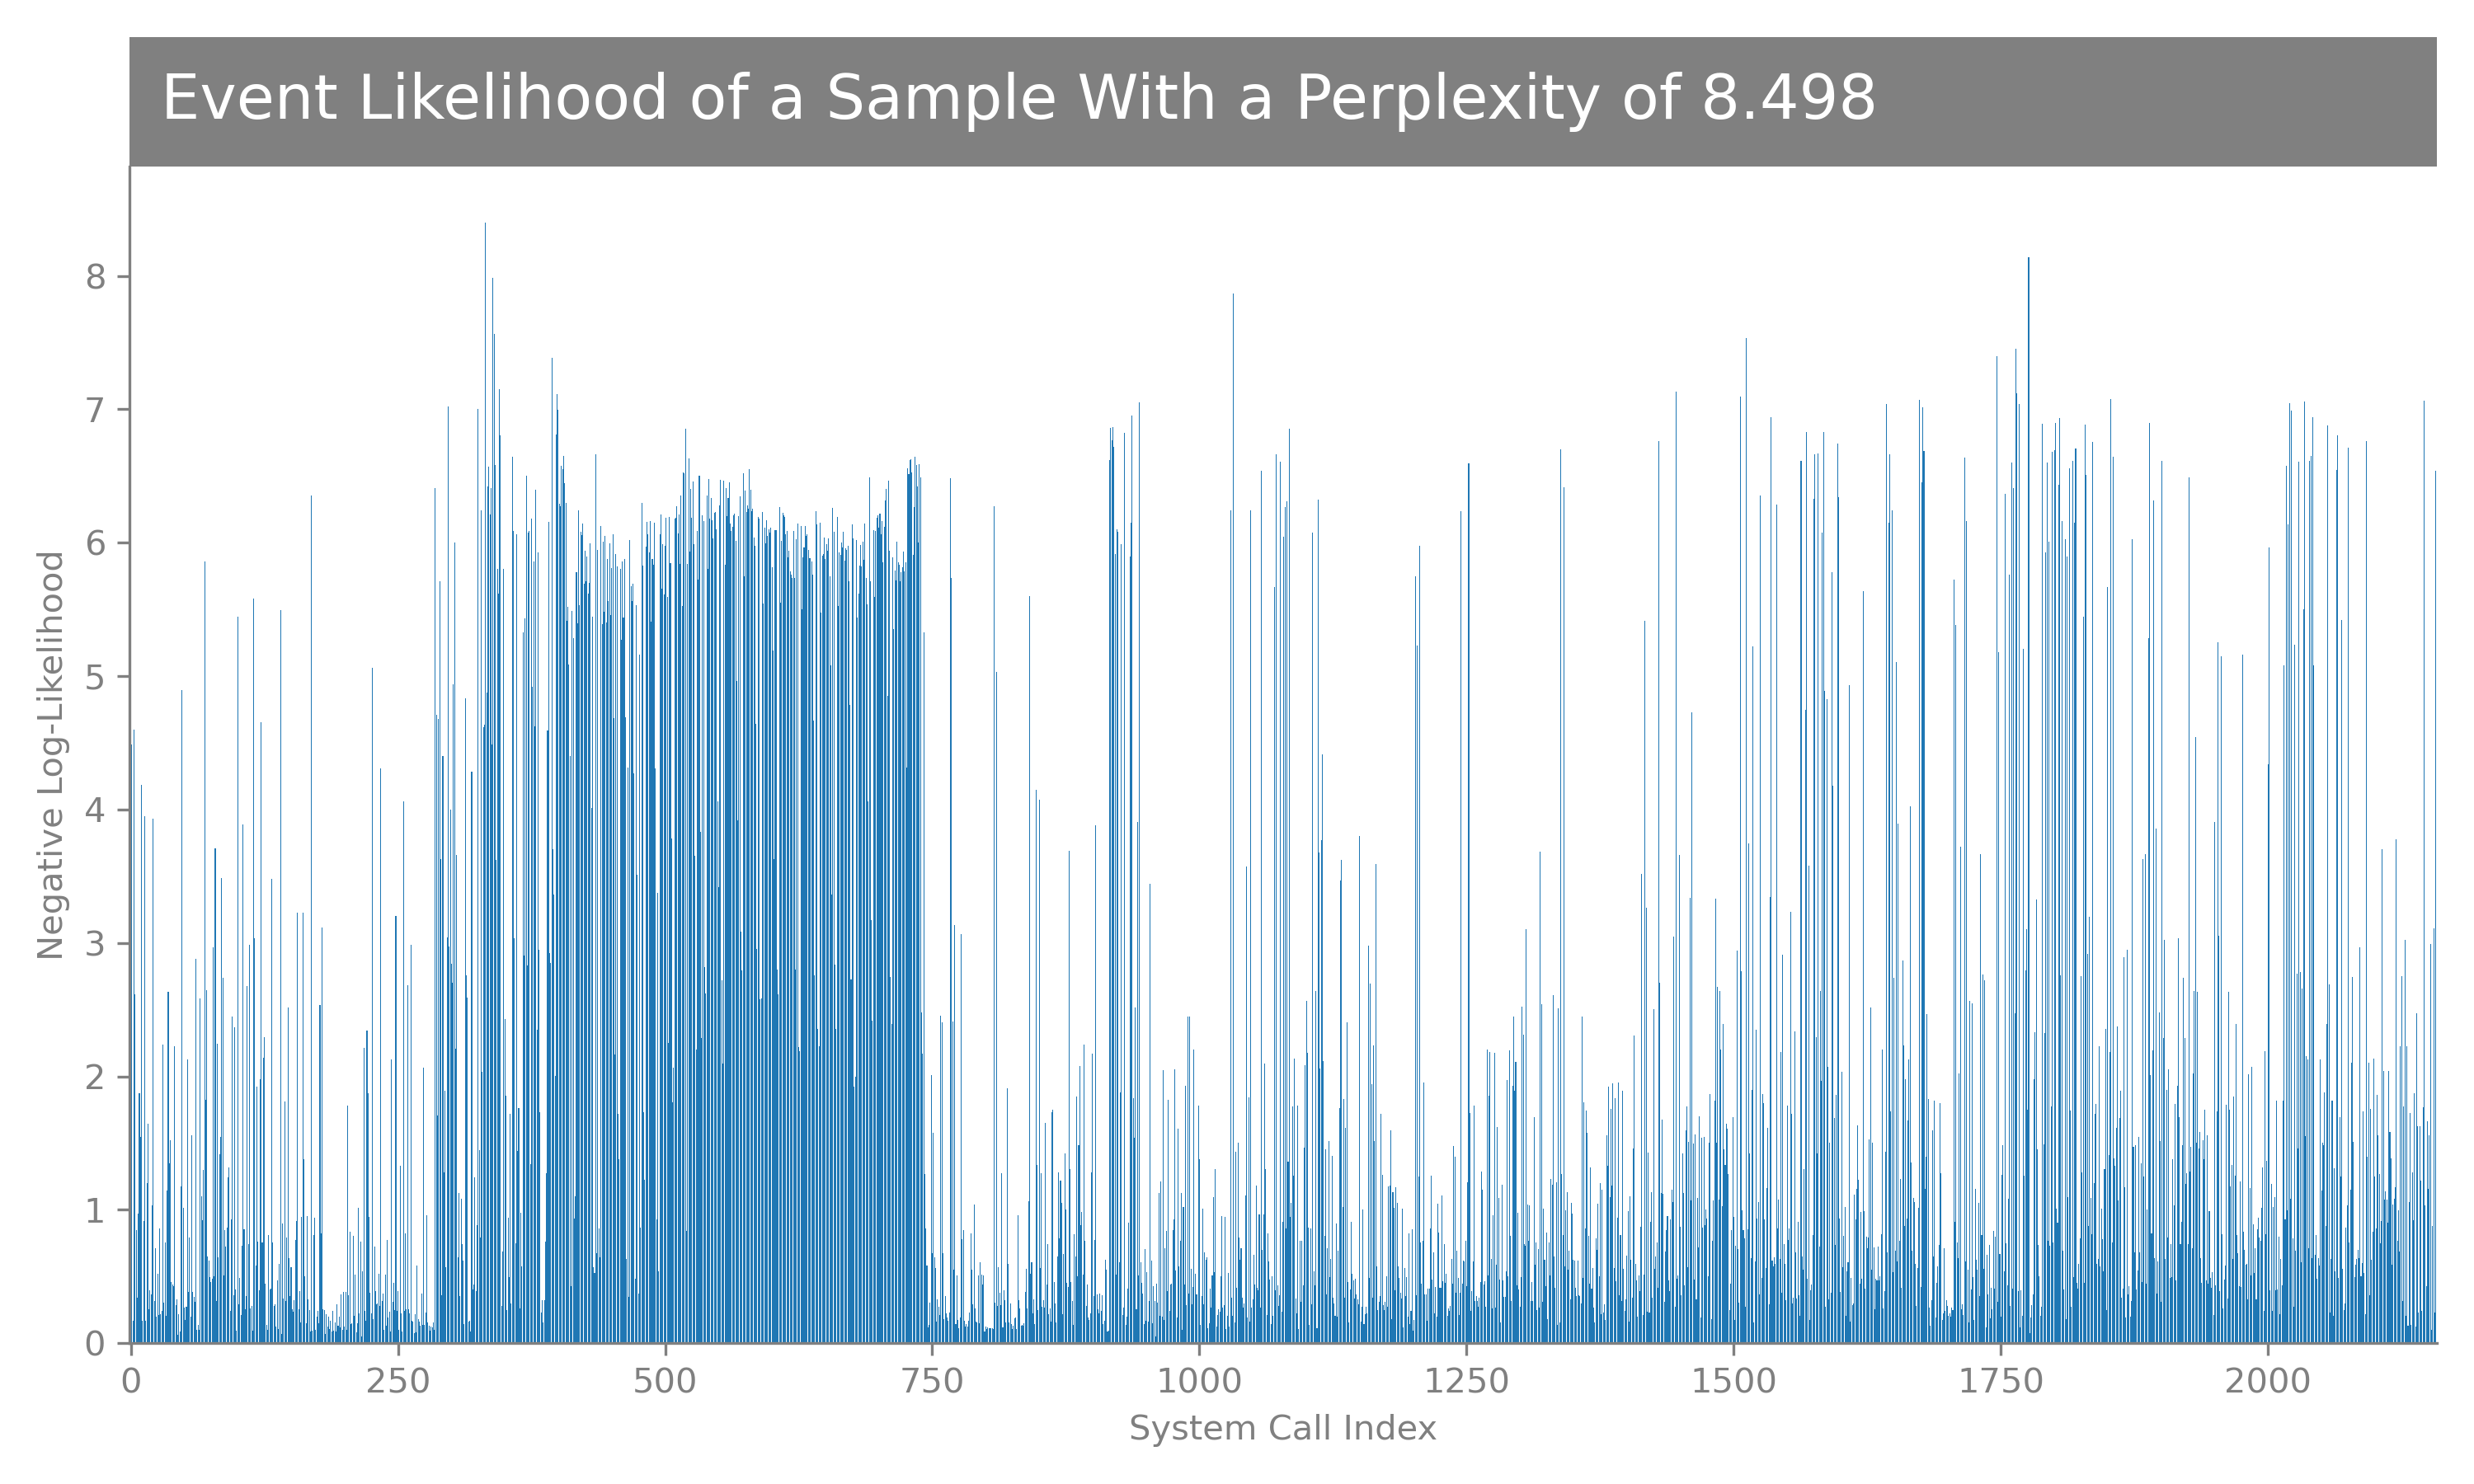 Event Likelihood of a Sample With a Perplexity of 8.498
8
7
6
5
4
3
2
1
0
Negative Log-Likelihood
0 250 500 750 1000 1250 1500 1750 2000
System Call Index